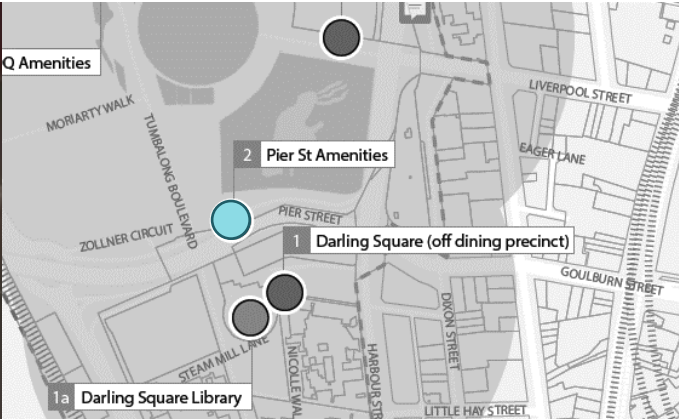 Q Amenities
LIVERPOOL STREET
MORIARTY WALK
TUMBALONG BOULEVARD
EAGER LANE
2 Pier St Amenities
PIER STREET
ZOLLNER CIRCUIT
1 Darling Square (off dining precinct)
GOULBURN STREET
DIXON STREET
STEAM MILL LANE
NICOLLE WAL
HARBOUR STR
1a Darling Square Library
LITTLE HAY STREET